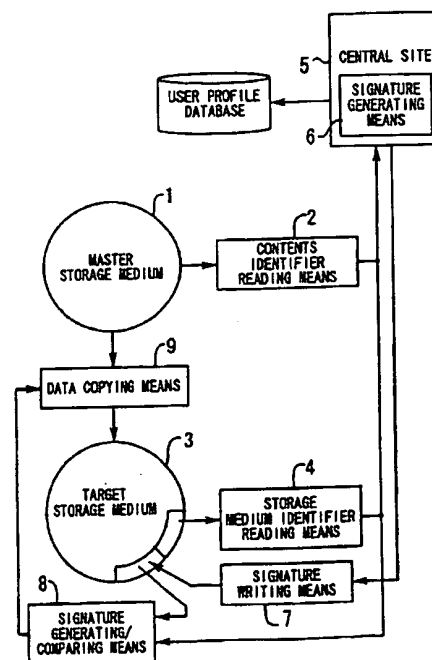 5
CENTRAL SITE
SIGNATURE
GENERATING
MEANS
6
USER PROFILE
DATABASE
1
MASTER
STORAGE MEDIUM
2
CONTENTS
IDENTIFIER
READING MEANS
9
DATA COPYING MEANS
3
TARGET
STORAGE MEDIUM
4
STORAGE
MEDIUM IDENTIFIER
READING MEANS
SIGNATURE
WRITING MEANS
7
8
SIGNATURE
GENERATING/
COMPARING MEANS